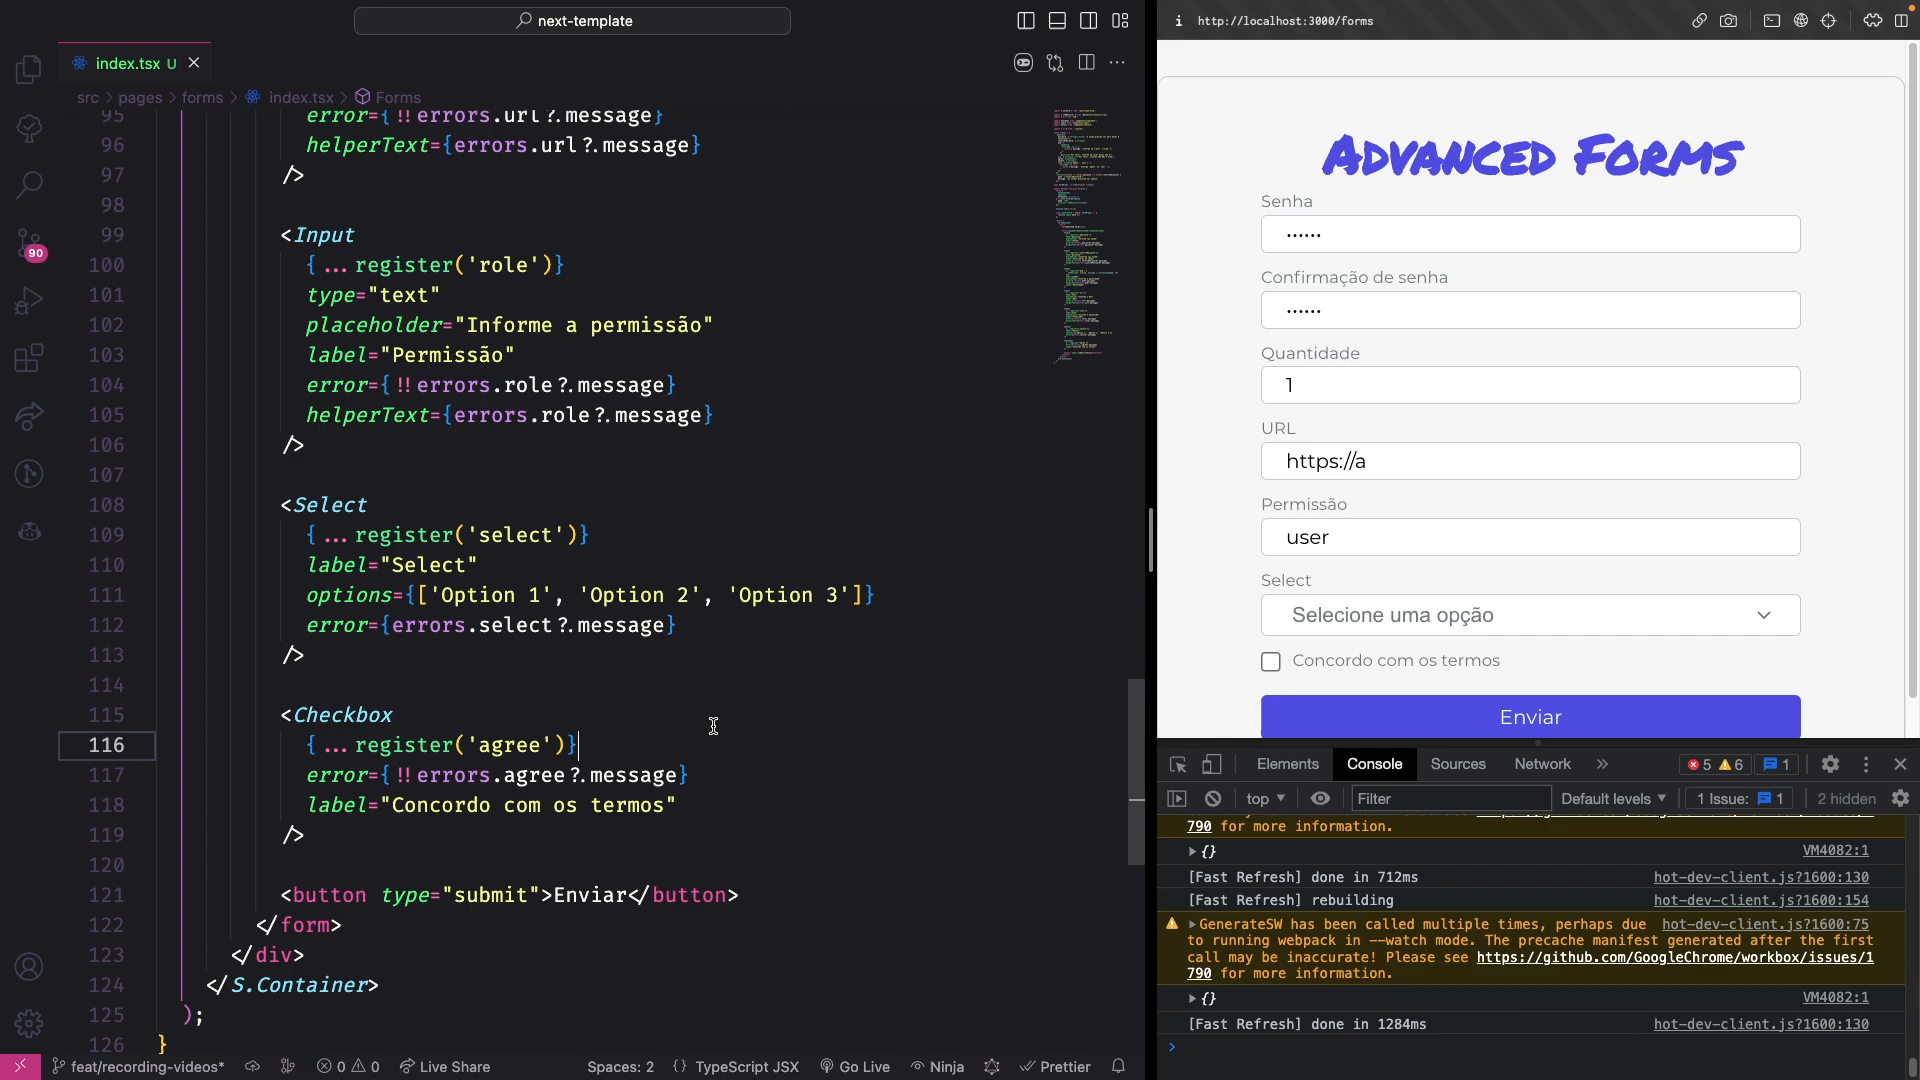 next-template
index.tsx U
src > pages > forms > index.tsx > Forms
95 error={!!errors.url?.message}
96 helperText={errors.url?.message}
97 />
98
99 <Input
100 {...register('role')}
101 type="text"
102 placeholder="Informe a permissão"
103 label="Permissão"
104 error={!!errors.role?.message}
105 helperText={errors.role?.message}
106 />
107
108 <Select
109 {...register('select')}
110 label="Select"
111 options={['Option 1', 'Option 2', 'Option 3']}
112 error={errors.select?.message}
113 />
114
115 <Checkbox
116 {...register('agree')}
117 error={!!errors.agree?.message}
118 label="Concordo com os termos"
119 />
120
121 <button type="submit">Enviar</button>
122 </form>
123 </div>
124 </S.Container>
125 );
126 }
90
feat/recording-videos* 0 0 Live Share Spaces: 2 {} TypeScript JSX Go Live Ninja Prettier
http://localhost:3000/forms
Advanced Forms
Senha
••••••
Confirmação de senha
••••••
Quantidade
1
URL
https://a
Permissão
user
Select
Selecione uma opção
Concordo com os termos
Enviar
Elements Console Sources Network » 5 6 1
top Filter Default levels 1 Issue: 1 2 hidden
790 for more information.
{} VM4082:1
[Fast Refresh] done in 712ms hot-dev-client.js?1600:130
[Fast Refresh] rebuilding hot-dev-client.js?1600:154
GenerateSW has been called multiple times, perhaps due hot-dev-client.js?1600:75
to running webpack in --watch mode. The precache manifest generated after the first
call may be inaccurate! Please see https://github.com/GoogleChrome/workbox/issues/1
790 for more information.
{} VM4082:1
[Fast Refresh] done in 1284ms hot-dev-client.js?1600:130